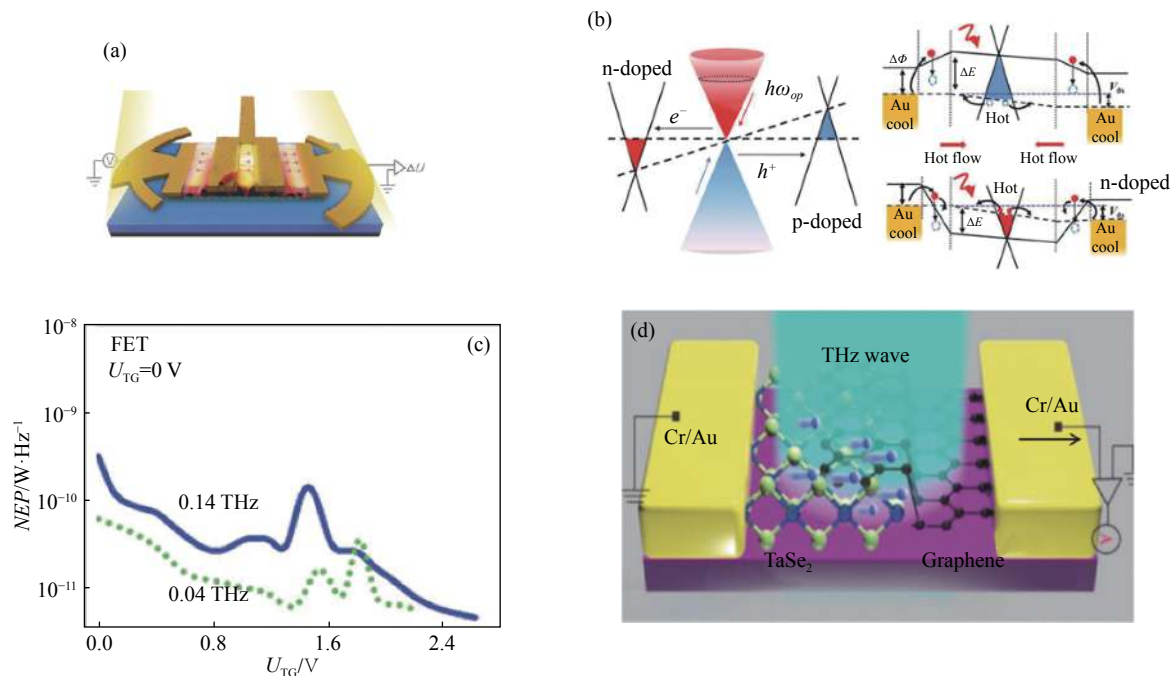 (a)
V
ΔU
(b)
n-doped
e⁻
hω_op
h⁺
p-doped
ΔΦ
ΔE
V_ds
Au
cool
Hot
Au
cool
Hot flow
Hot flow
Hot
n-doped
ΔE
V_ds
Au
cool
Au
cool
(c)
FET
U_TG=0 V
10⁻⁸
10⁻⁹
10⁻¹⁰
10⁻¹¹
NEP/W·Hz⁻¹
0.14 THz
0.04 THz
0.0
0.8
1.6
2.4
U_TG/V
(d)
THz wave
Cr/Au
Cr/Au
TaSe₂
Graphene
V